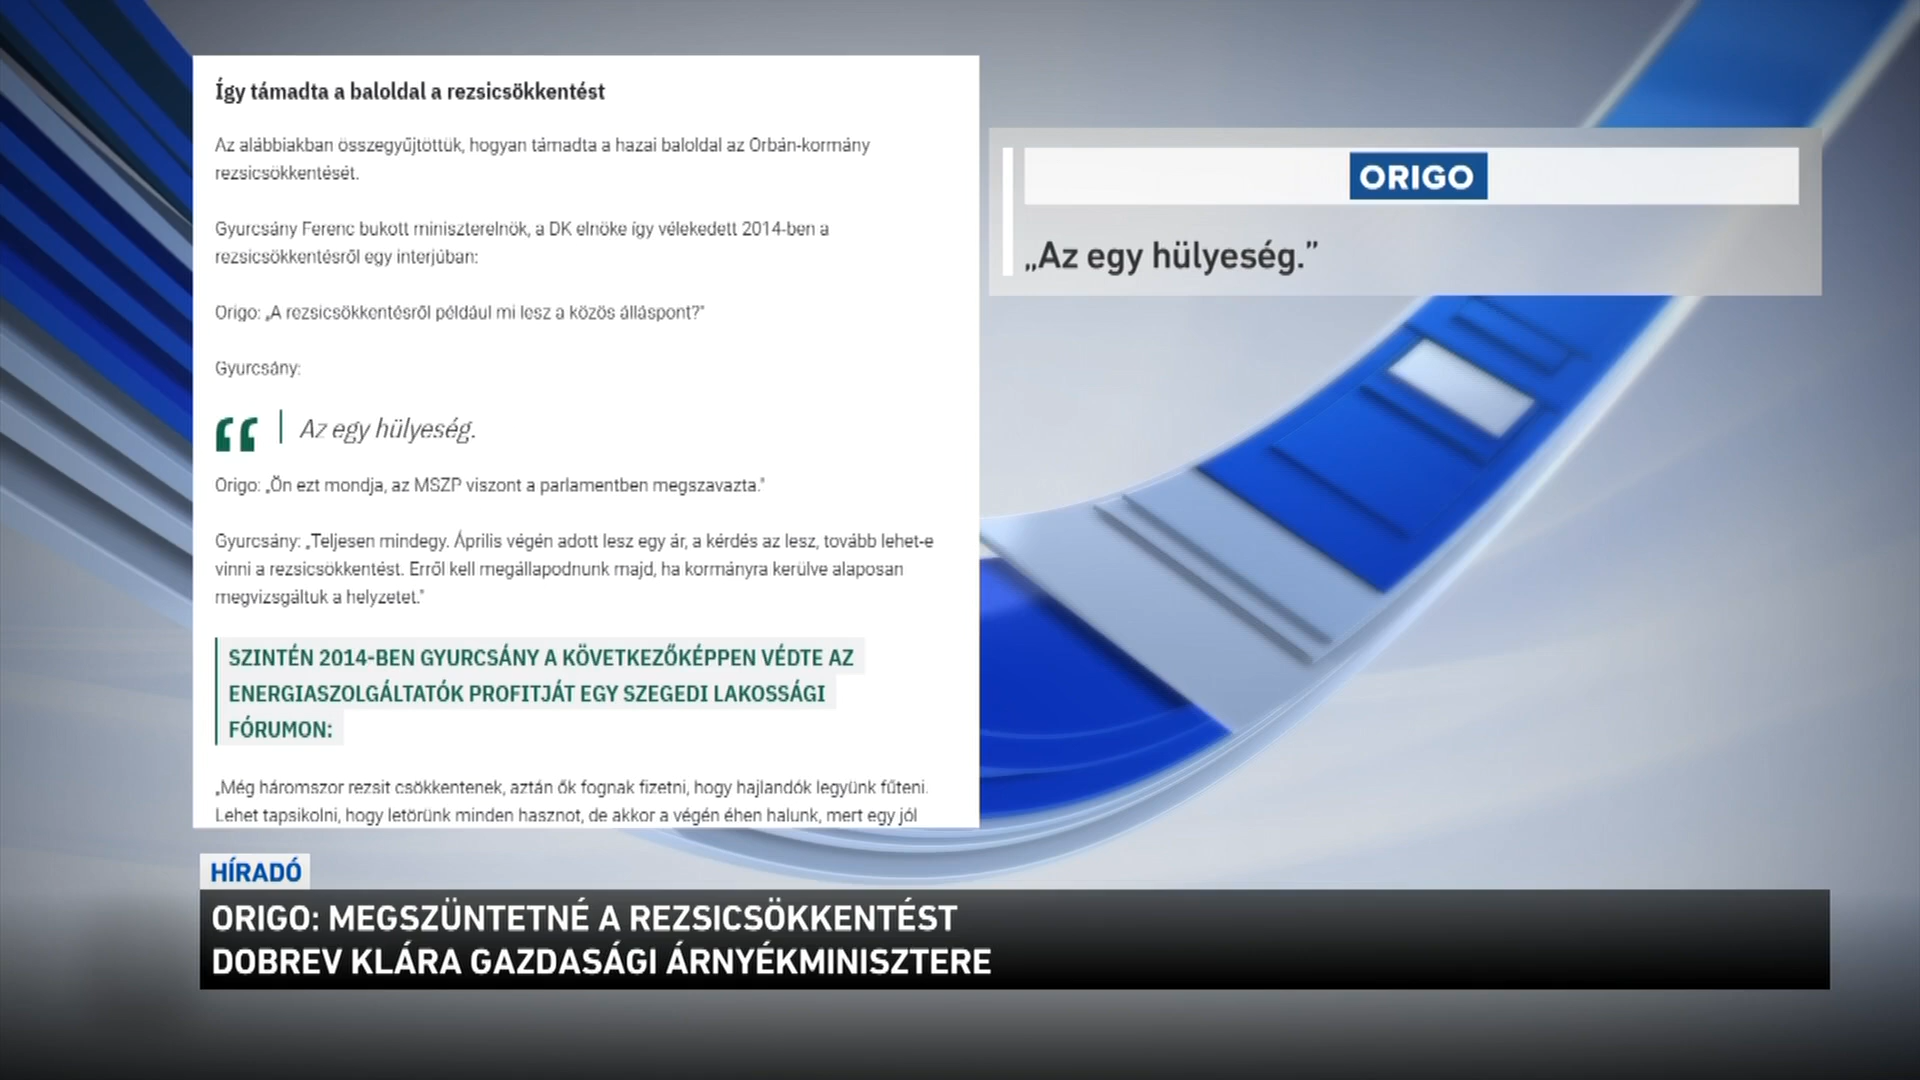 Így támadta a baloldal a rezsicsökkentést
Az alábbiakban összegyűjtöttük, hogyan támadta a hazai baloldal az Orbán-kormány
rezsicsökkentését.
Gyurcsány Ferenc bukott miniszterelnök, a DK elnöke így vélekedett 2014-ben a
rezsicsökkentésről egy interjúban:
Origo: „A rezsicsökkentésről például mi lesz a közös álláspont?"
Gyurcsány:
Az egy hülyeség.
Origo: „Ön ezt mondja, az MSZP viszont a parlamentben megszavazta."
Gyurcsány: „Teljesen mindegy. Április végén adott lesz egy ár, a kérdés az lesz, tovább lehet-e
vinni a rezsicsökkentést. Erről kell megállapodnunk majd, ha kormányra kerülve alaposan
megvizsgáltuk a helyzetet."
SZINTÉN 2014-BEN GYURCSÁNY A KÖVETKEZŐKÉPPEN VÉDTE AZ
ENERGIASZOLGÁLTATÓK PROFITJÁT EGY SZEGEDI LAKOSSÁGI
FÓRUMON:
„Még háromszor rezsit csökkentenek, aztán ők fognak fizetni, hogy hajlandók legyünk fűteni.
Lehet tapsikolni, hogy letörünk minden hasznot, de akkor a végén éhen halunk, mert egy jól
ORIGO
„Az egy hülyeség.”
HÍRADÓ
ORIGO: MEGSZÜNTETNÉ A REZSICSÖKKENTÉST
DOBREV KLÁRA GAZDASÁGI ÁRNYÉKMINISZTERE